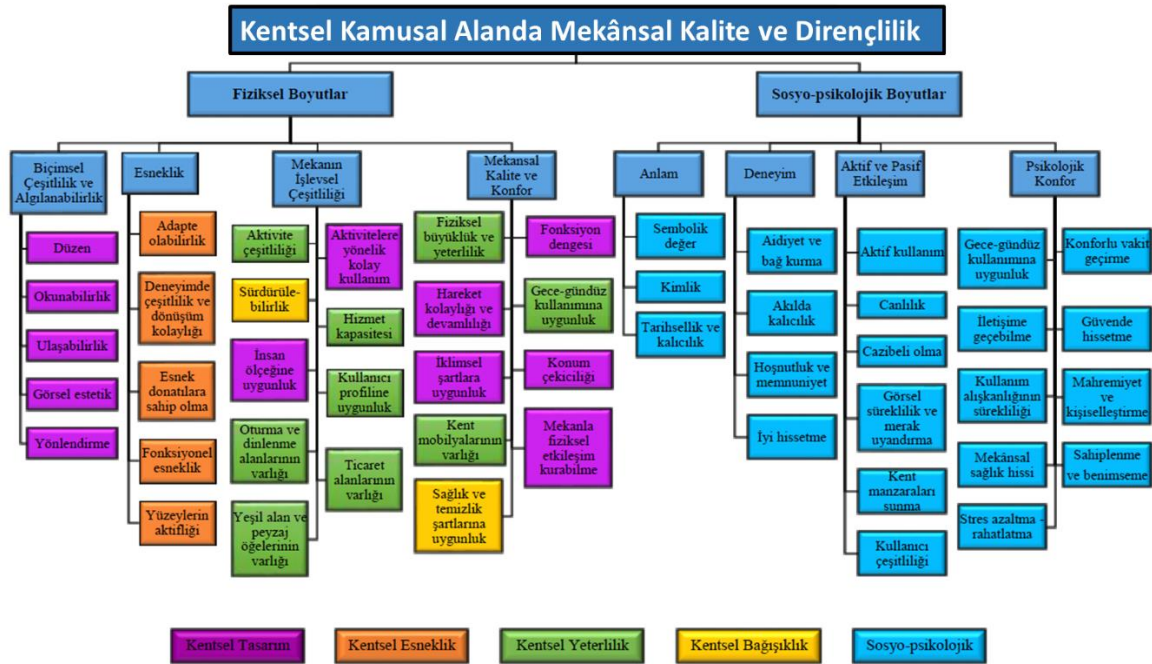 Kentsel Kamusal Alanda Mekânsal Kalite ve Dirençlilik
Fiziksel Boyutlar
Sosyo-psikolojik Boyutlar
Biçimsel
Çeşitlilik ve
Algılanabilirlik
Düzen
Okunabilirlik
Ulaşabilirlik
Görsel estetik
Yönlendirme
Esneklik
Adapte
olabilirlik
Deneyimde
çeşitlilik ve
dönüşüm
kolaylığı
Esnek
donatılara
sahip olma
Fonksiyonel
esneklik
Yüzeylerin
aktifliği
Mekanın
İşlevsel
Çeşitliliği
Aktivite
çeşitliliği
Aktivitelere
yönelik
kolay
kullanım
Sürdürüle-
bilirlik
Hizmet
kapasitesi
İnsan
ölçeğine
uygunluk
Kullanıcı
profiline
uygunluk
Oturma ve
dinlenme
alanlarının
varlığı
Ticaret
alanlarının
varlığı
Yeşil alan ve
peyzaj
öğelerinin
varlığı
Mekansal
Kalite ve
Konfor
Fiziksel
büyüklük ve
yeterlilik
Fonksiyon
dengesi
Hareket
kolaylığı ve
devamlılığı
Gece-gündüz
kullanımına
uygunluk
İklimsel
şartlara
uygunluk
Konum
çekiciliği
Kent
mobilyalarının
varlığı
Mekanla
fiziksel
etkileşim
kurabilme
Sağlık ve
temizlik
şartlarına
uygunluk
Anlam
Sembolik
değer
Kimlik
Tarihsellik ve
kalıcılık
Deneyim
Aidiyet ve
bağ kurma
Akılda
kalıcılık
Hoşnutluk ve
memnuniyet
İyi hissetme
Aktif ve Pasif
Etkileşim
Aktif kullanım
Canlılık
Cazibeli olma
Görsel
süreklilik ve
merak
uyandırma
Kent
manzaraları
sunma
Kullanıcı
çeşitliliği
Psikolojik
Konfor
Gece-gündüz
kullanımına
uygunluk
Konforlu vakit
geçirme
İletişime
geçebilme
Güvende
hissetme
Kullanım
alışkanlığının
sürekliliği
Mahremiyet
ve
kişiselleştirme
Mekânsal
sağlık hissi
Sahiplenme
ve benimseme
Stres azaltma -
rahatlatma
Kentsel Tasarım
Kentsel Esneklik
Kentsel Yeterlilik
Kentsel Bağışıklık
Sosyo-psikolojik